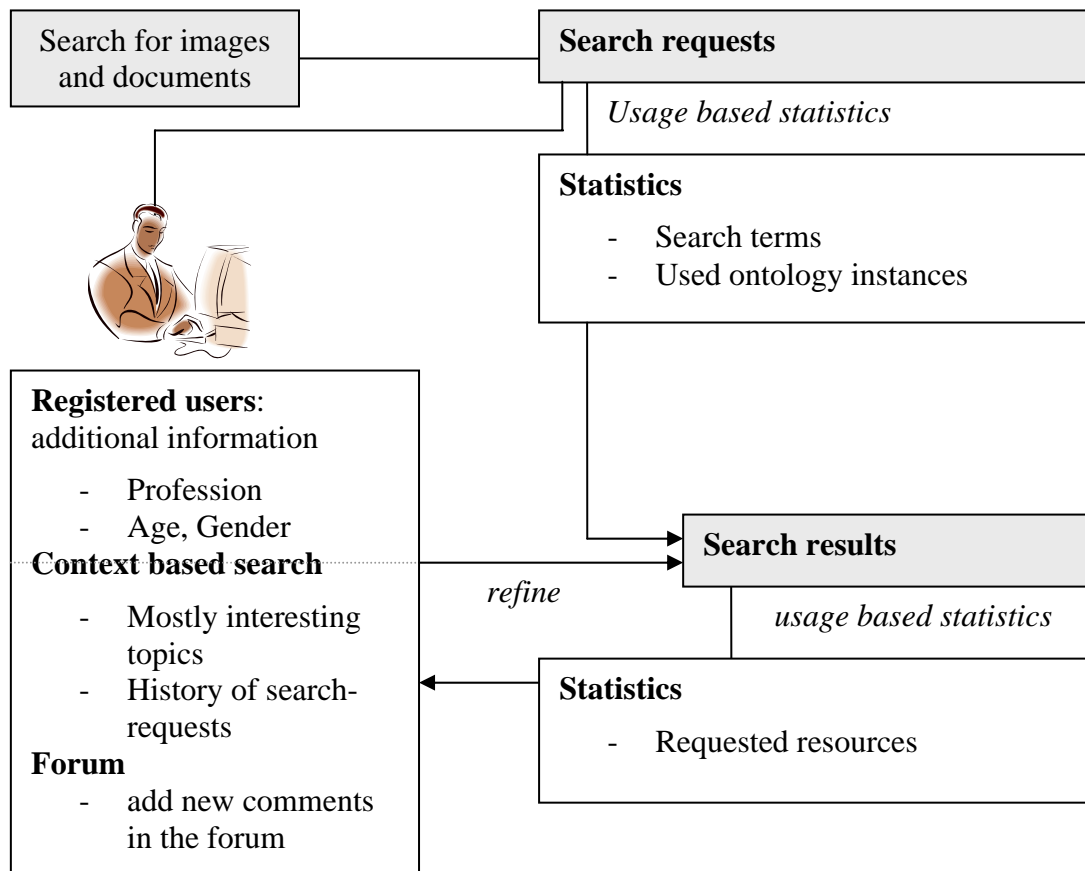 Search for images
and documents
Search requests
Usage based statistics
Statistics
- Search terms
- Used ontology instances
Registered users:
additional information
- Profession
- Age, Gender
Context based search
- Mostly interesting
topics
- History of search-
requests
Forum
- add new comments
in the forum
refine
Search results
usage based statistics
Statistics
- Requested resources